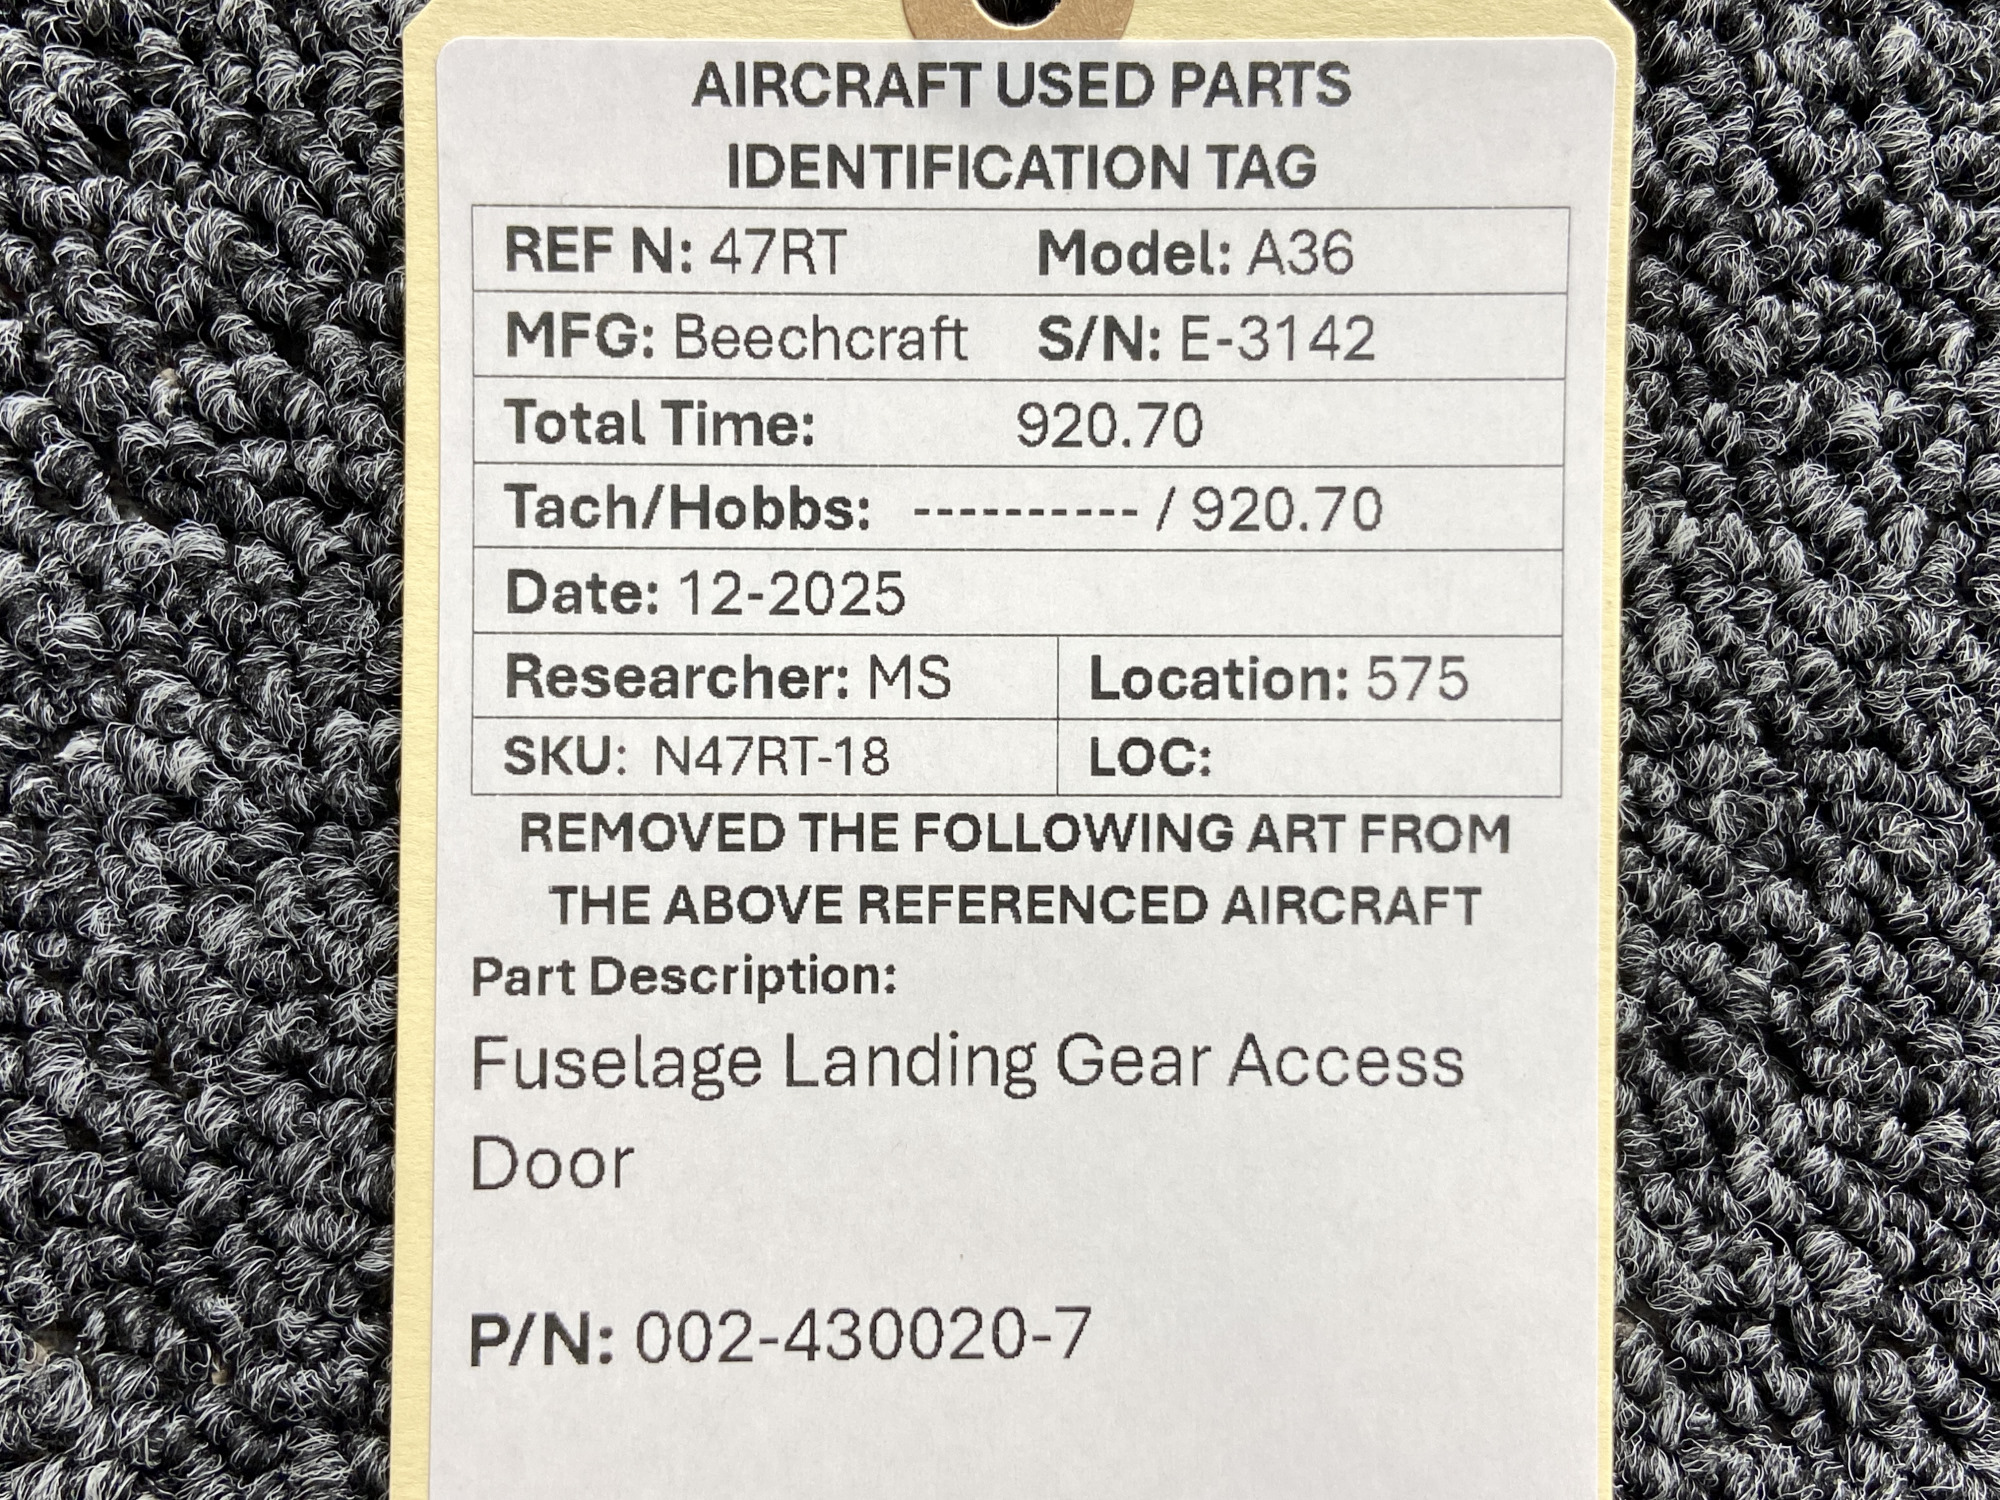 AIRCRAFT USED PARTS
IDENTIFICATION TAG
REF N: 47RT Model: A36
MFG: Beechcraft S/N: E-3142
Total Time: 920.70
Tach/Hobbs: ---------- / 920.70
Date: 12-2025
Researcher: MS Location: 575
SKU: N47RT-18 LOC:
REMOVED THE FOLLOWING ART FROM
THE ABOVE REFERENCED AIRCRAFT
Part Description:
Fuselage Landing Gear Access
Door
P/N: 002-430020-7